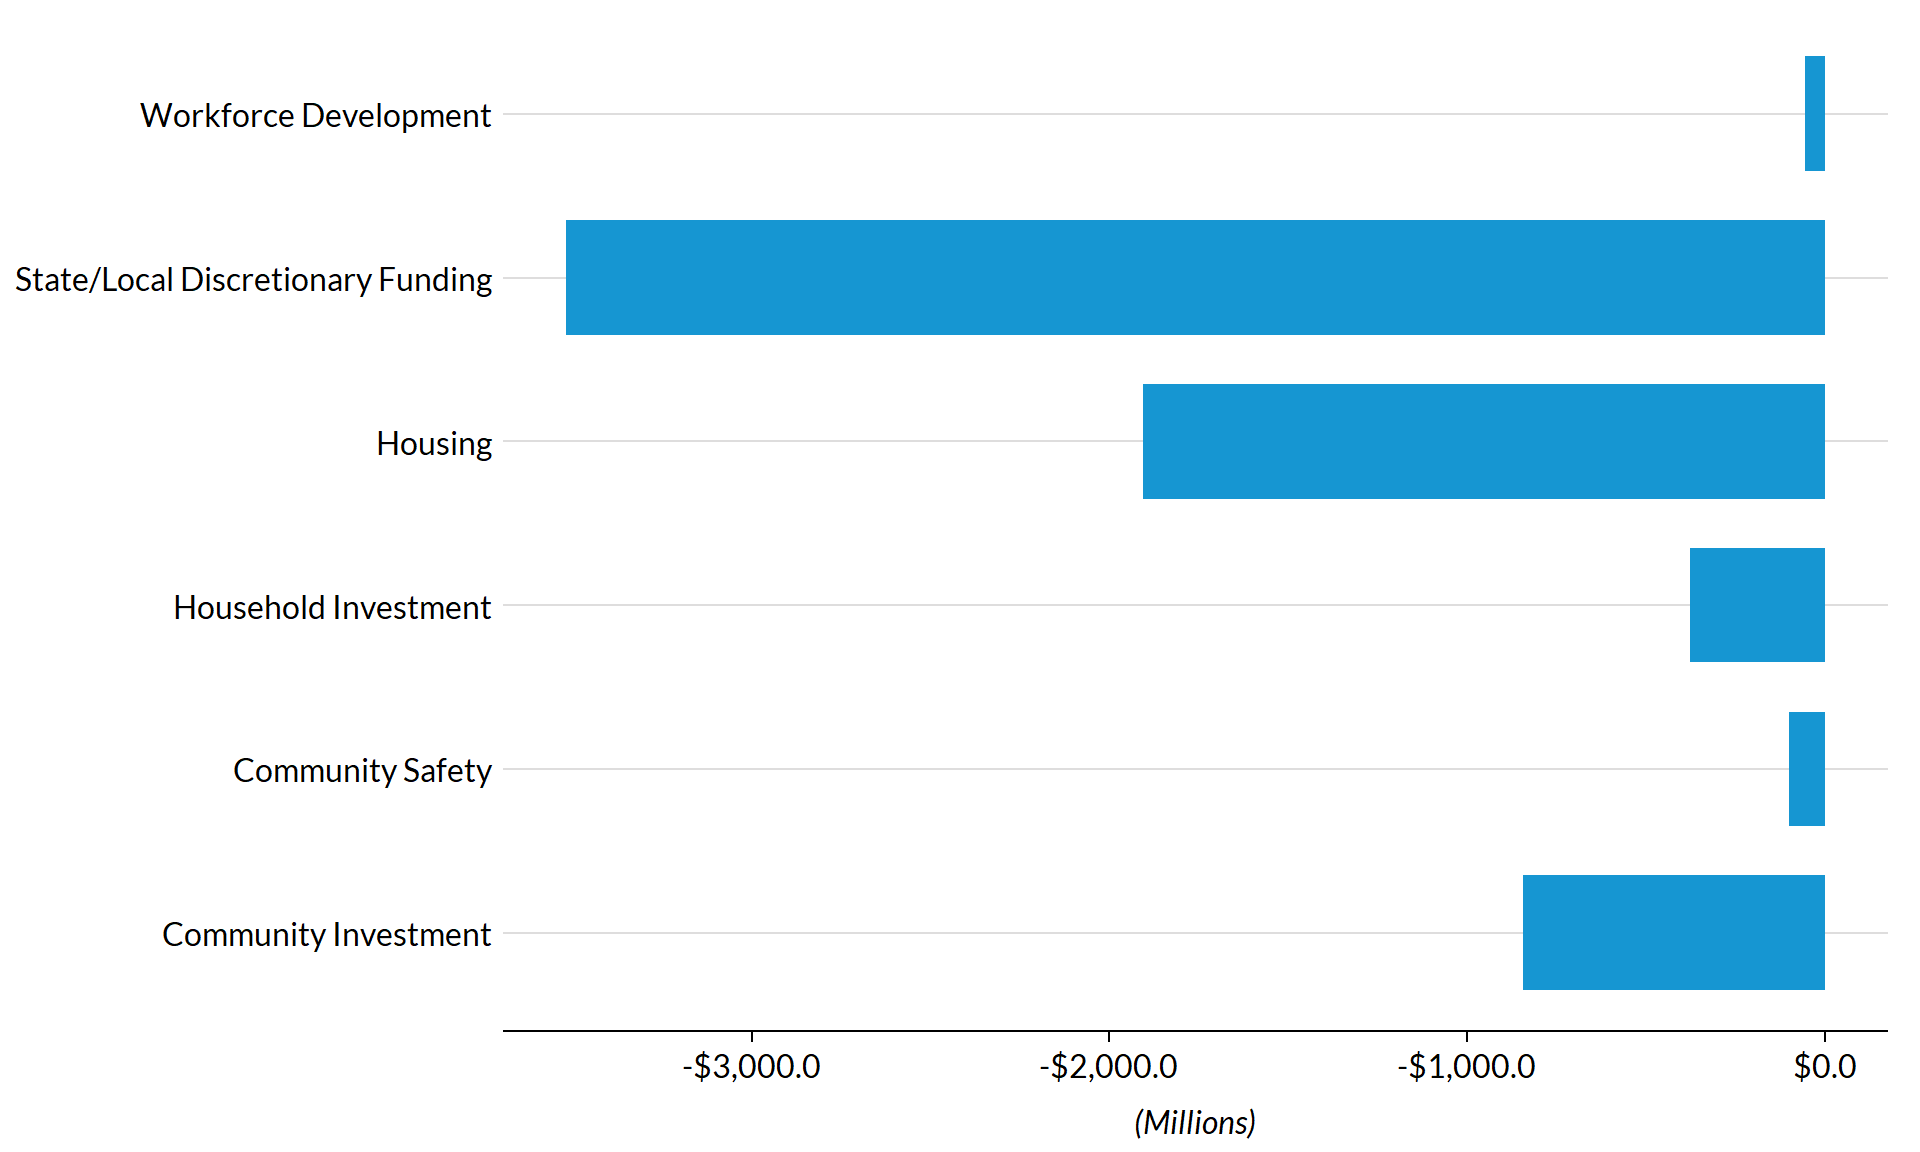 Workforce Development
State/Local Discretionary Funding
Housing
Household Investment
Community Safety
Community Investment
-$3,000.0 -$2,000.0 -$1,000.0 $0.0
(Millions)